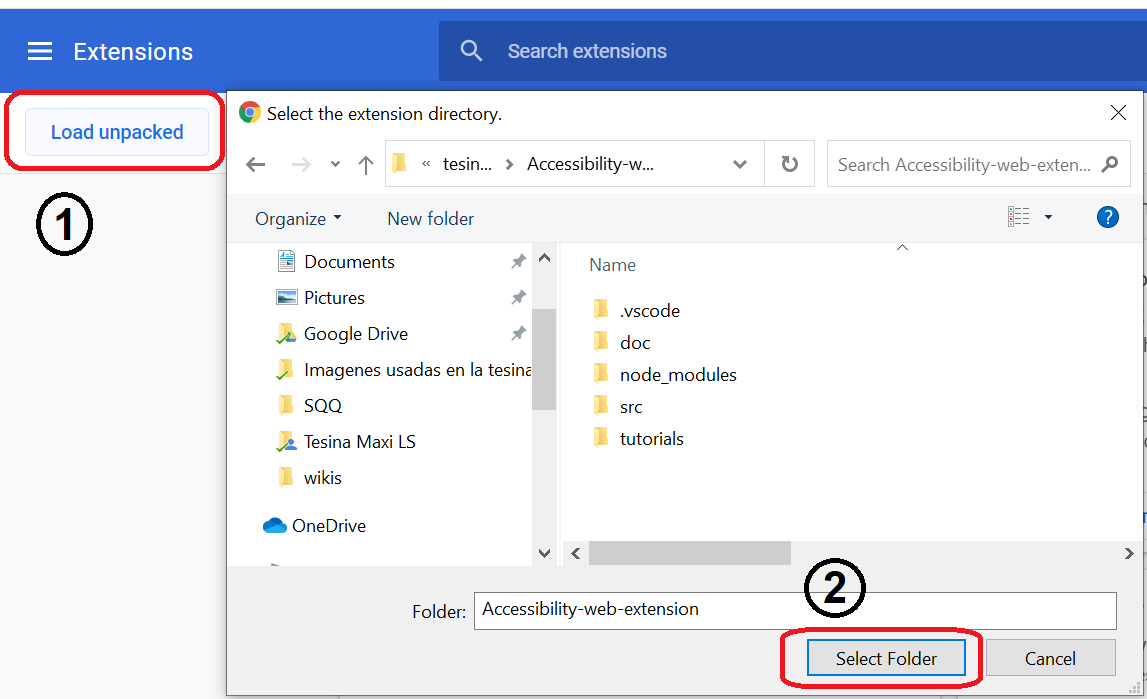 Extensions
Search extensions
Load unpacked
1
Select the extension directory.
« tesin... > Accessibility-w...
Search Accessibility-web-exten...
Organize
New folder
?
Documents
Pictures
Google Drive
Imagenes usadas en la tesina
SQQ
Tesina Maxi LS
wikis
OneDrive
Name
.vscode
doc
node_modules
src
tutorials
2
Folder: Accessibility-web-extension
Select Folder
Cancel